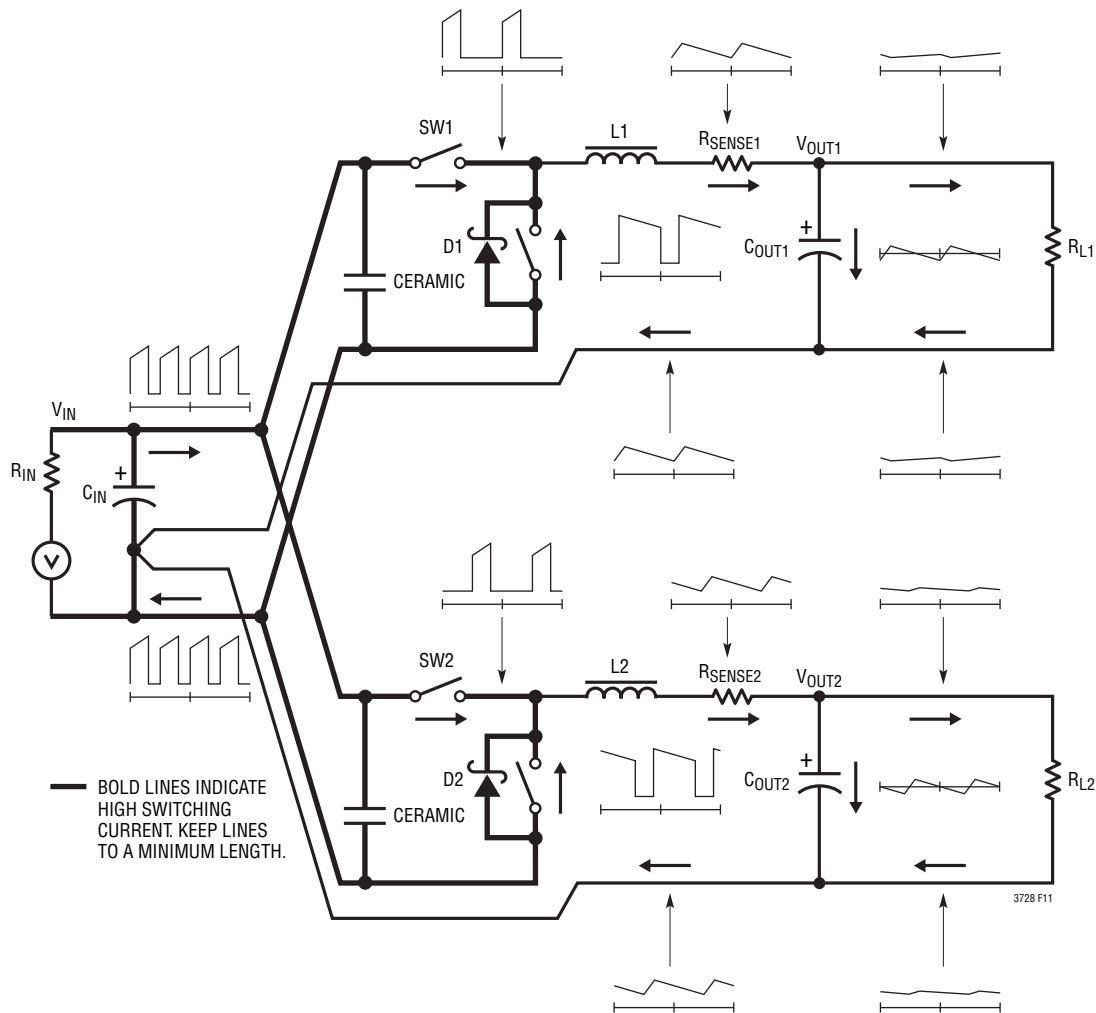 SW1
L1
RSENSE1
VOUT1
D1
CERAMIC
COUT1
+
RL1
VIN
RIN
+
CIN
V
SW2
L2
RSENSE2
VOUT2
D2
CERAMIC
COUT2
+
RL2
BOLD LINES INDICATE
HIGH SWITCHING
CURRENT. KEEP LINES
TO A MINIMUM LENGTH.
3728 F11